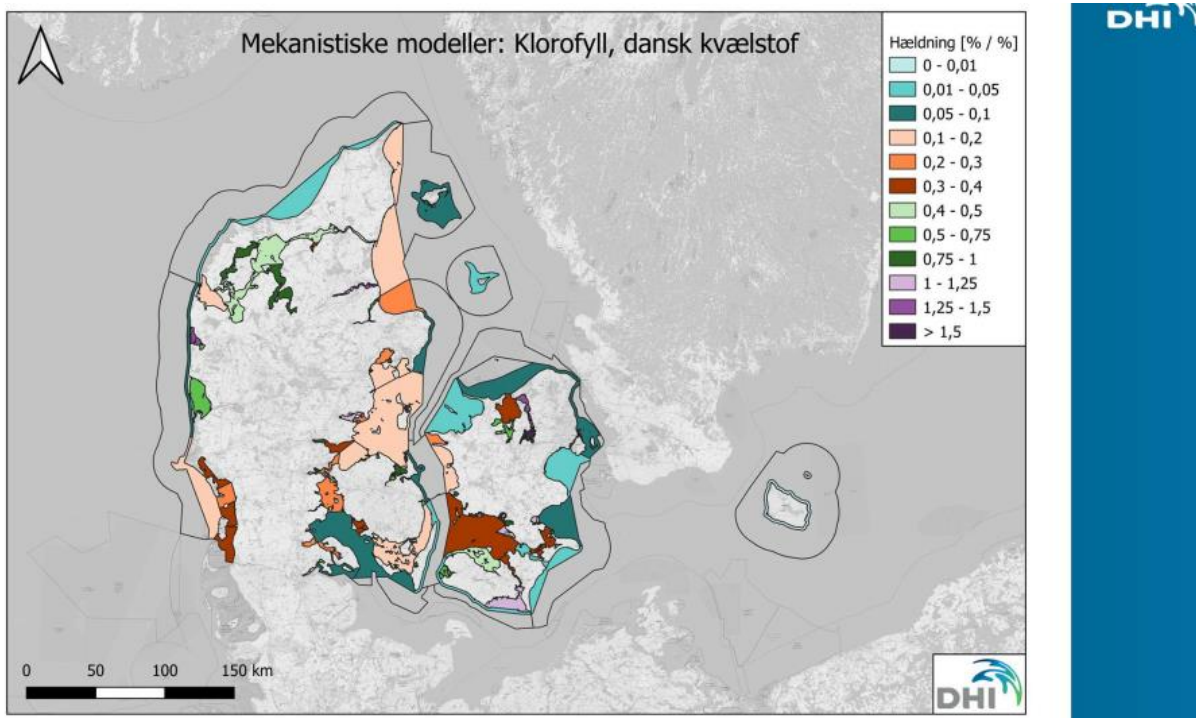 Mekanistiske modeller: Klorofyll, dansk kvælstof
Hældning [% / %]
0 - 0,01
0,01 - 0,05
0,05 - 0,1
0,1 - 0,2
0,2 - 0,3
0,3 - 0,4
0,4 - 0,5
0,5 - 0,75
0,75 - 1
1 - 1,25
1,25 - 1,5
> 1,5
0 50 100 150 km
DHI
DHI